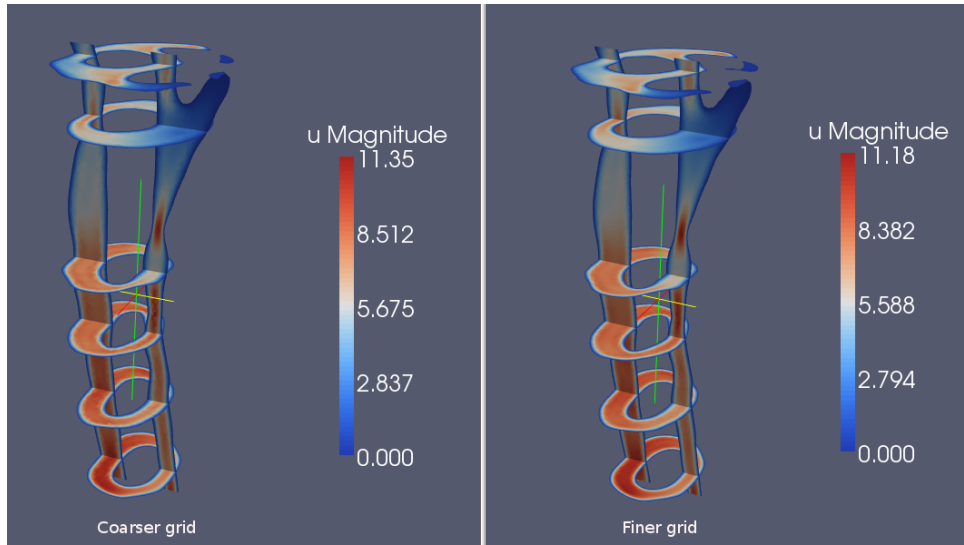 u Magnitude
11.35
8.512
5.675
2.837
0.000
Coarser grid
u Magnitude
11.18
8.382
5.588
2.794
0.000
Finer grid